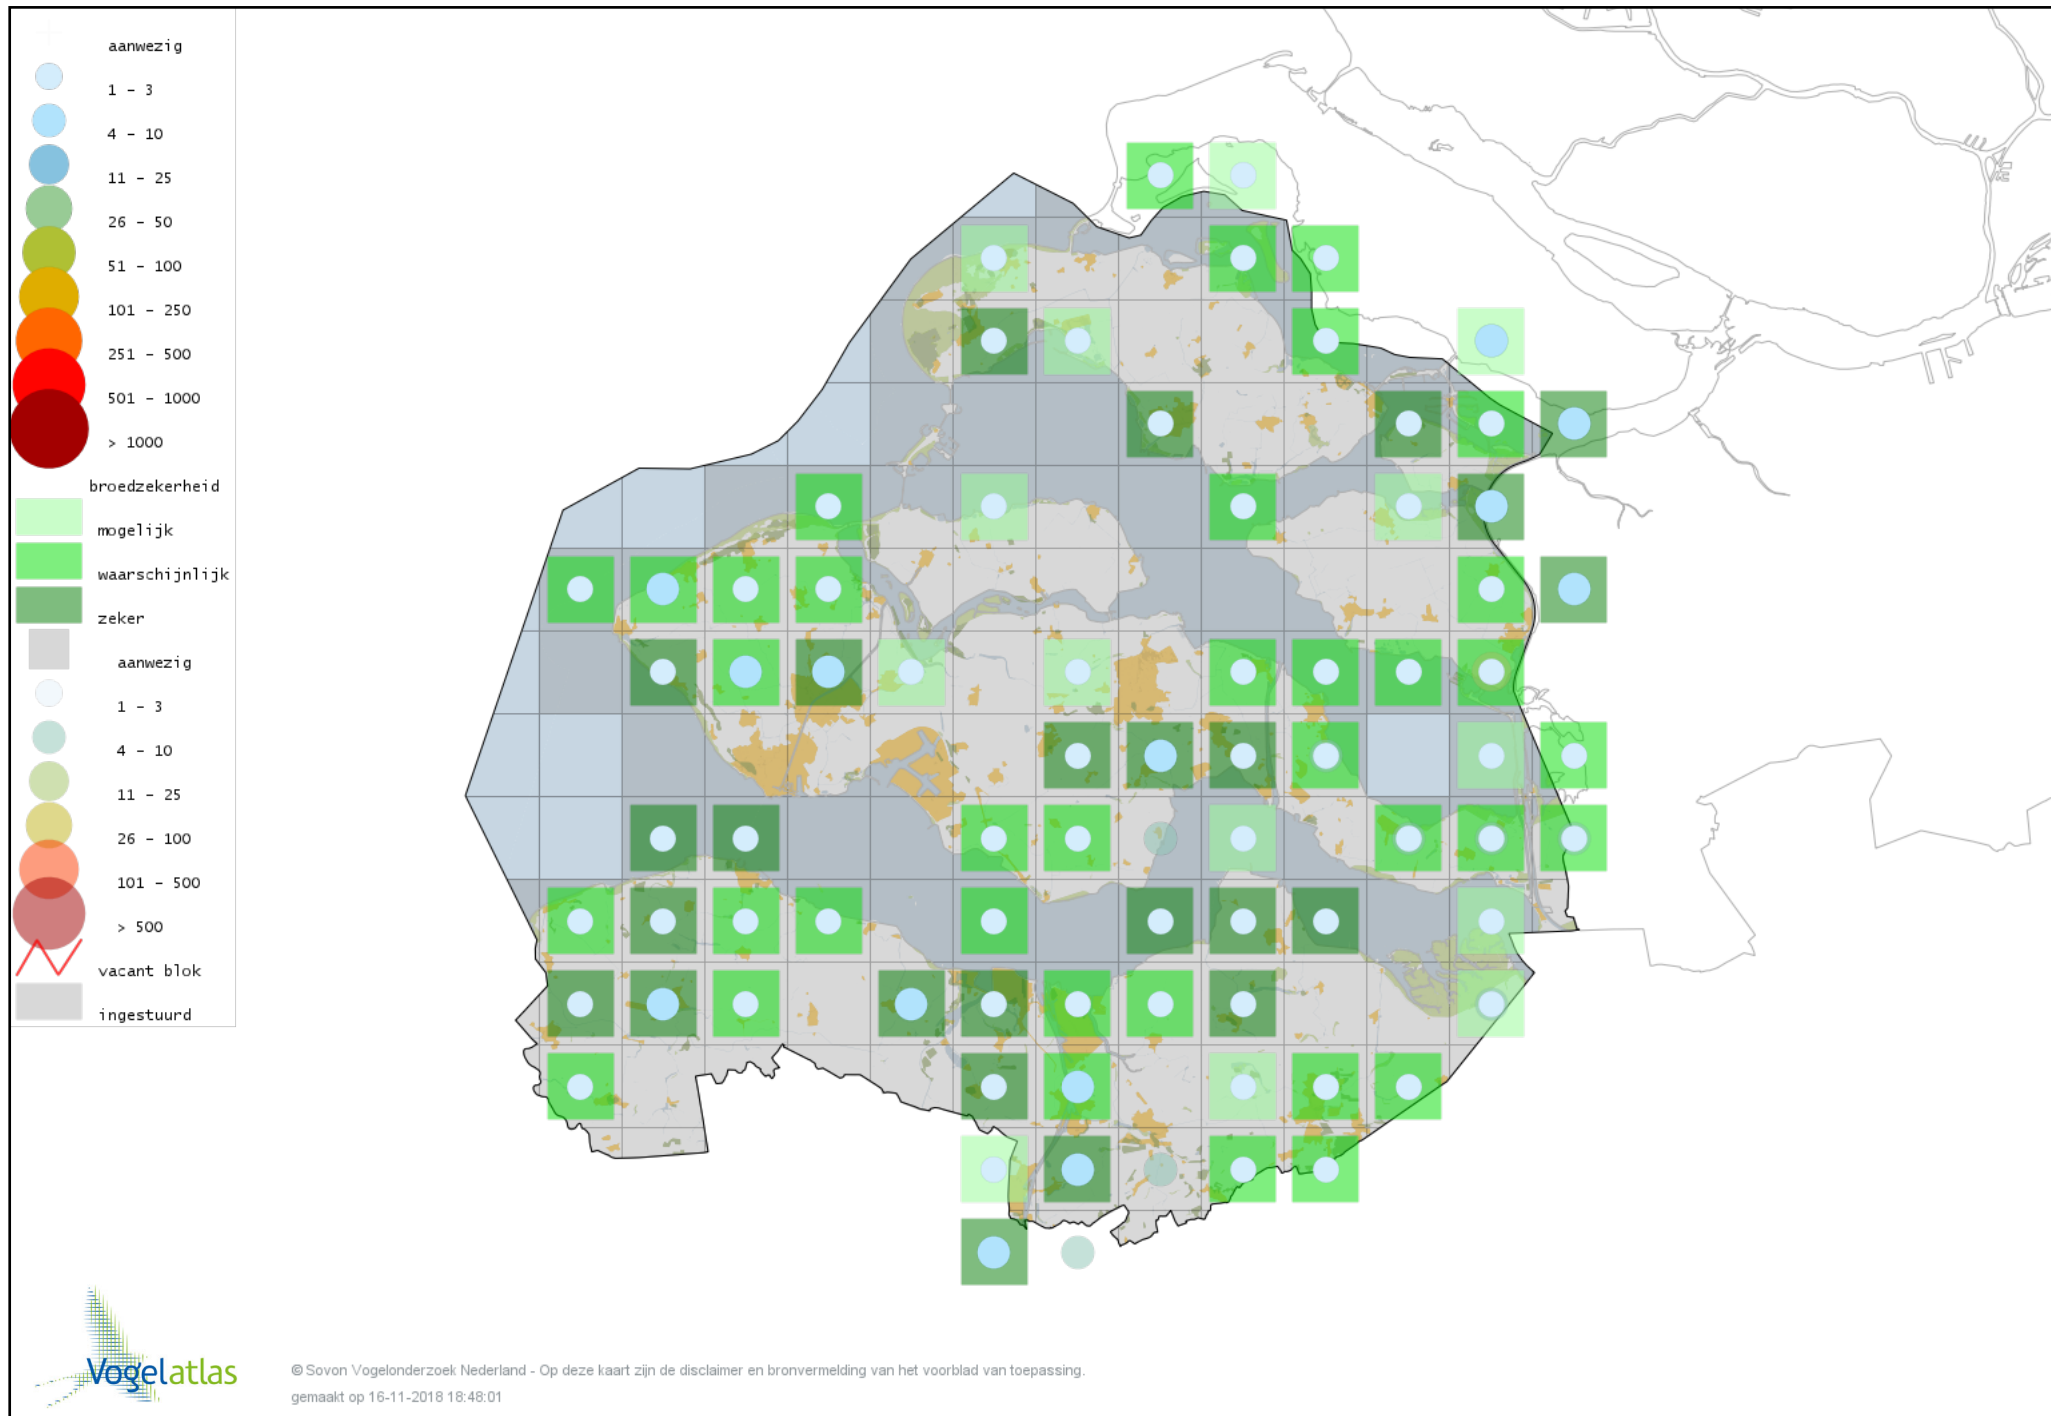 aanwezig
1 - 3
4 - 10
11 - 25
26 - 50
51 - 100
101 - 250
251 - 500
501 - 1000
> 1000
broedzekerheid
mogelijk
waarschijnlijk
zeker
aanwezig
1 - 3
4 - 10
11 - 25
26 - 100
101 - 500
> 500
vacant blok
ingestuurd
Vogelatlas
© Sovon Vogelonderzoek Nederland - Op deze kaart zijn de disclaimer en bronvermelding van het voorblad van toepassing.
gemaakt op 16-11-2018 18:48:01